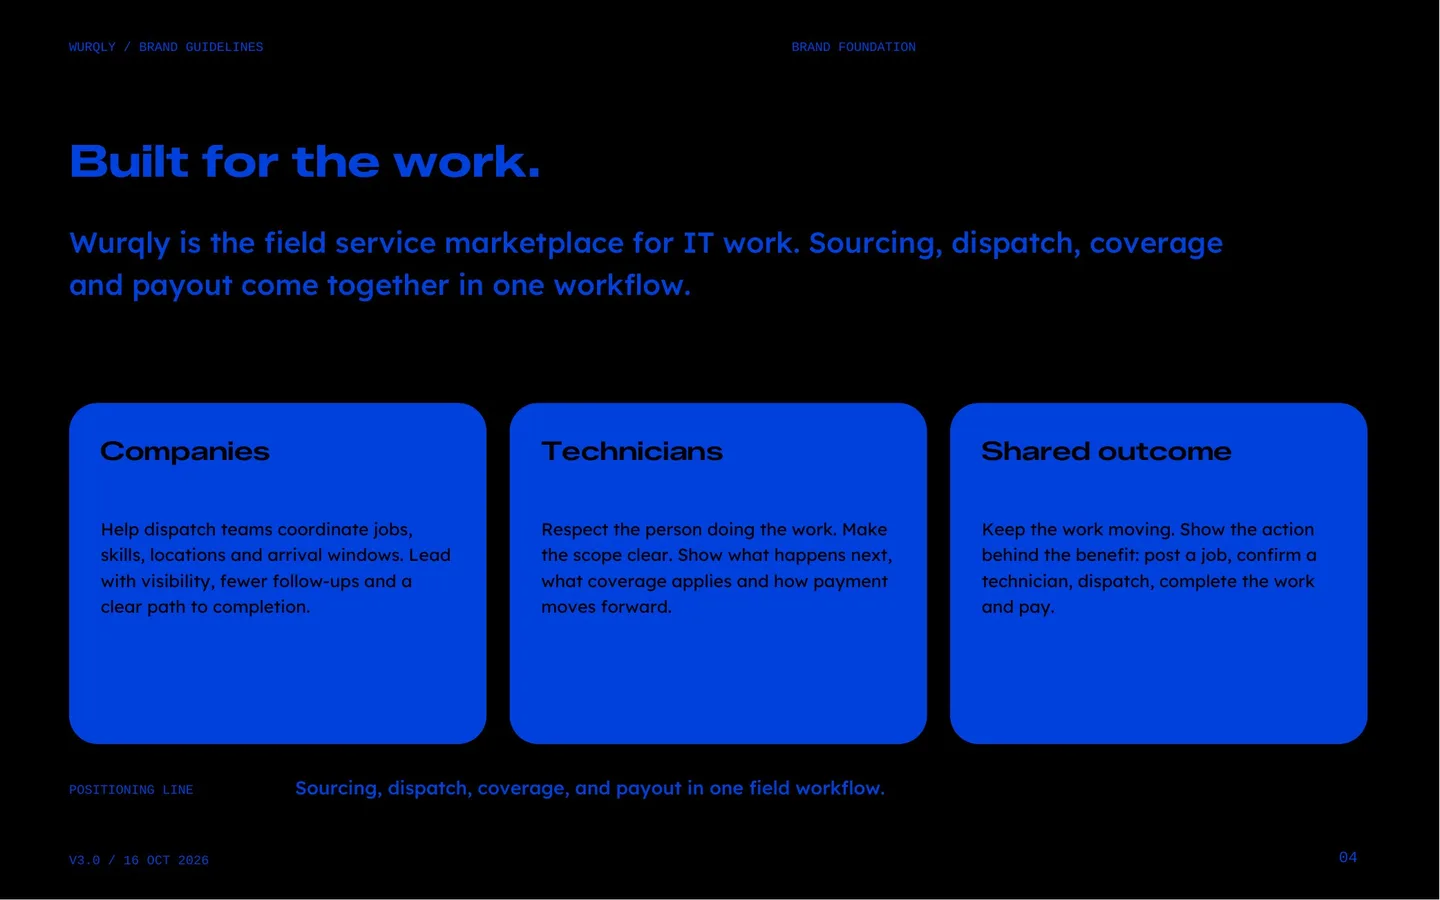 WURQLY / BRAND GUIDELINES
BRAND FOUNDATION
Built for the work.
Wurqly is the field service marketplace for IT work. Sourcing, dispatch, coverage
and payout come together in one workflow.
Companies
Help dispatch teams coordinate jobs,
skills, locations and arrival windows. Lead
with visibility, fewer follow-ups and a
clear path to completion.
Technicians
Respect the person doing the work. Make
the scope clear. Show what happens next,
what coverage applies and how payment
moves forward.
Shared outcome
Keep the work moving. Show the action
behind the benefit: post a job, confirm a
technician, dispatch, complete the work
and pay.
POSITIONING LINE
Sourcing, dispatch, coverage, and payout in one field workflow.
V3.0 / 16 OCT 2026
04